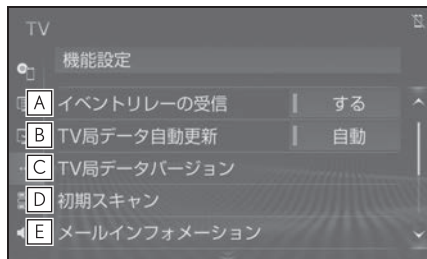 TV
機能設定
A イベントリレーの受信 する
B TV局データ自動更新 自動
C TV局データバージョン
D 初期スキャン
E メールインフォメーション